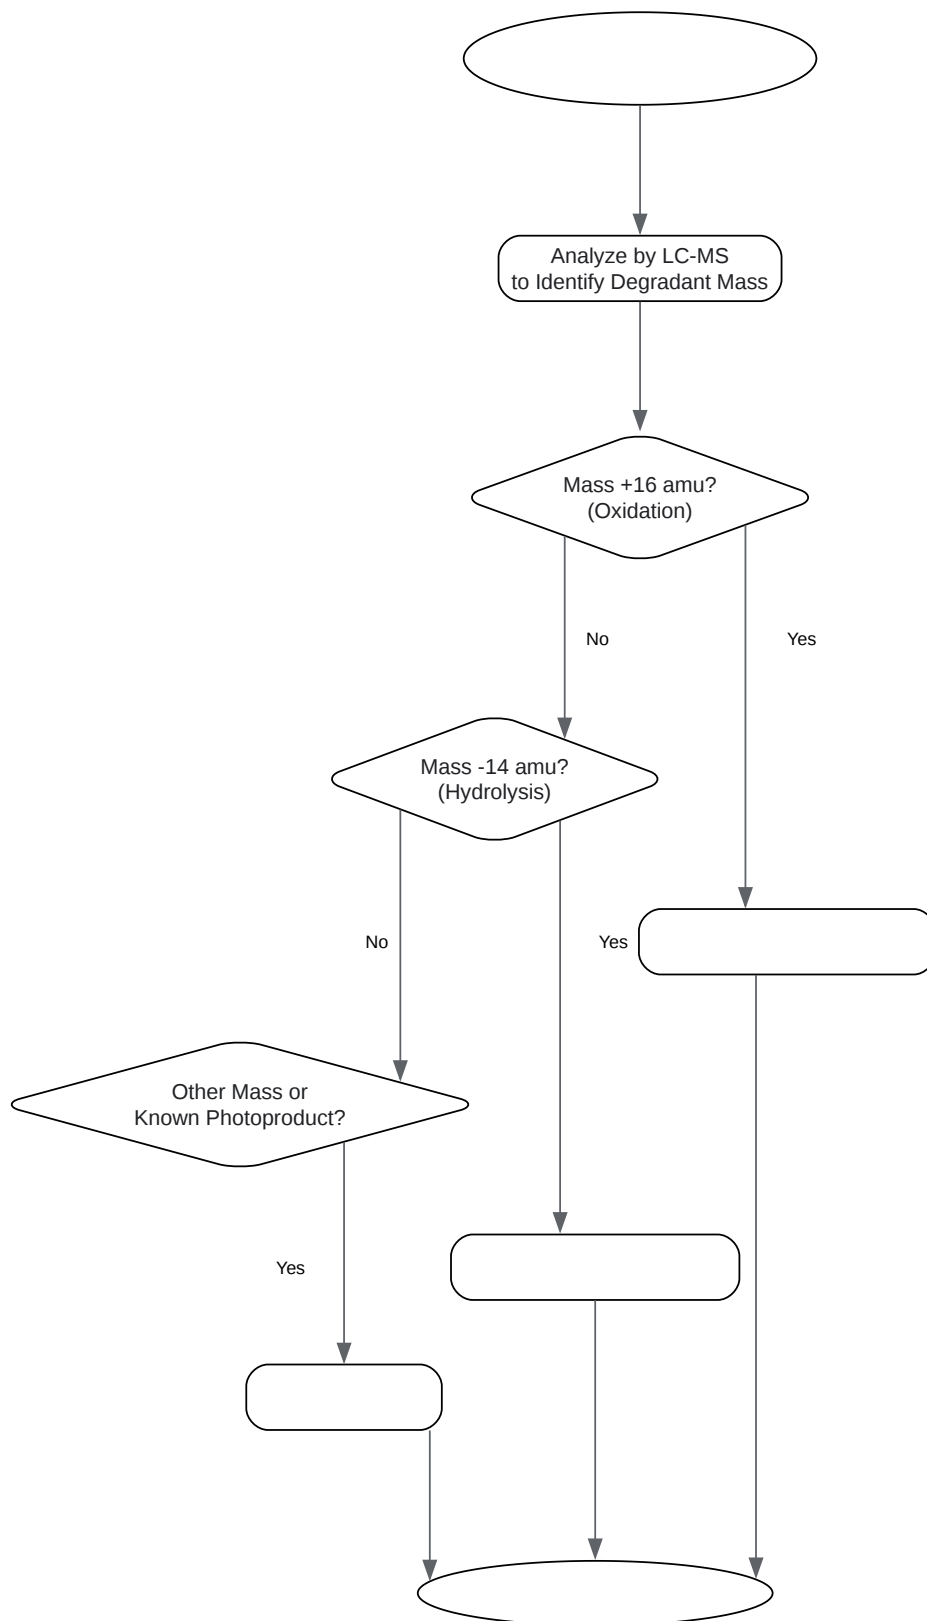 Analyze by LC-MS
to Identify Degradant Mass
Mass +16 amu?
(Oxidation)
No
Yes
Mass -14 amu?
(Hydrolysis)
No
Yes
Other Mass or
Known Photoproduct?
Yes